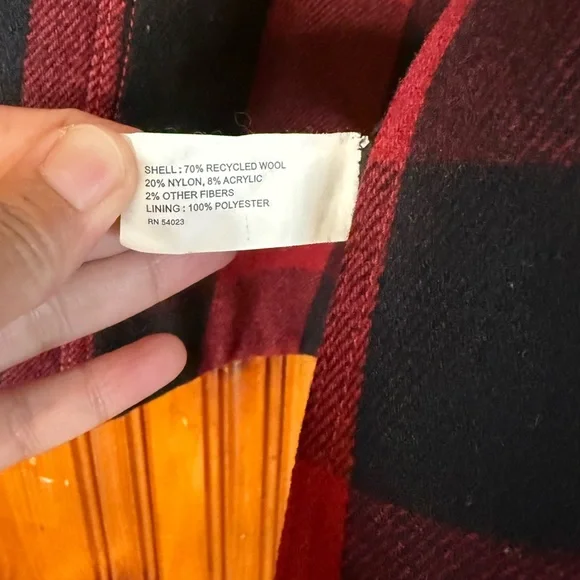 SHELL : 70% RECYCLED WOOL
20% NYLON, 8% ACRYLIC
2% OTHER FIBERS
LINING : 100% POLYESTER
RN 54023